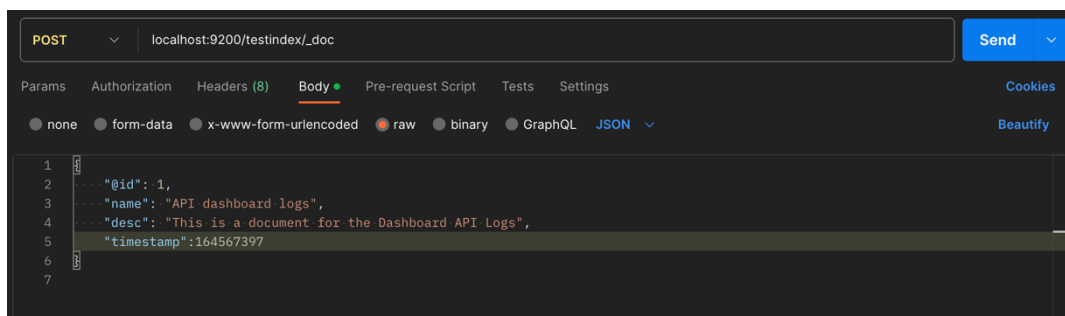 POST localhost:9200/testindex/_doc Send
Params Authorization Headers (8) Body Pre-request Script Tests Settings Cookies
none form-data x-www-form-urlencoded raw binary GraphQL JSON Beautify
1 {
2 "@id": 1,
3 "name": "API dashboard logs",
4 "desc": "This is a document for the Dashboard API Logs",
5 "timestamp":164567397
6 }
7